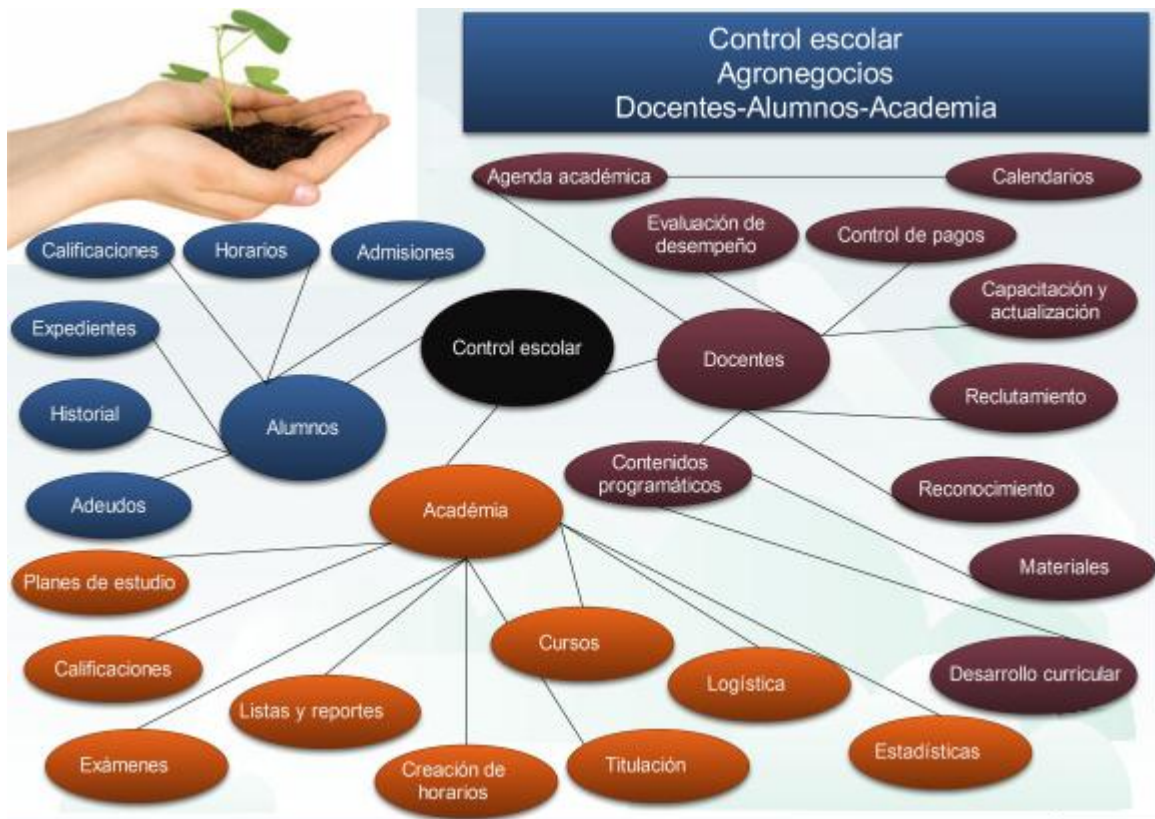 Control escolar
Agronegocios
Docentes-Alumnos-Academia
Agenda académica
Calendarios
Evaluación de
desempeño
Control de pagos
Calificaciones
Horarios
Admisiones
Capacitación y
actualización
Expedientes
Control escolar
Docentes
Reclutamiento
Historial
Alumnos
Contenidos
programáticos
Reconocimiento
Adeudos
Académia
Materiales
Planes de estudio
Cursos
Calificaciones
Desarrollo curricular
Logística
Listas y reportes
Estadísticas
Exámenes
Creación de
horarios
Titulación